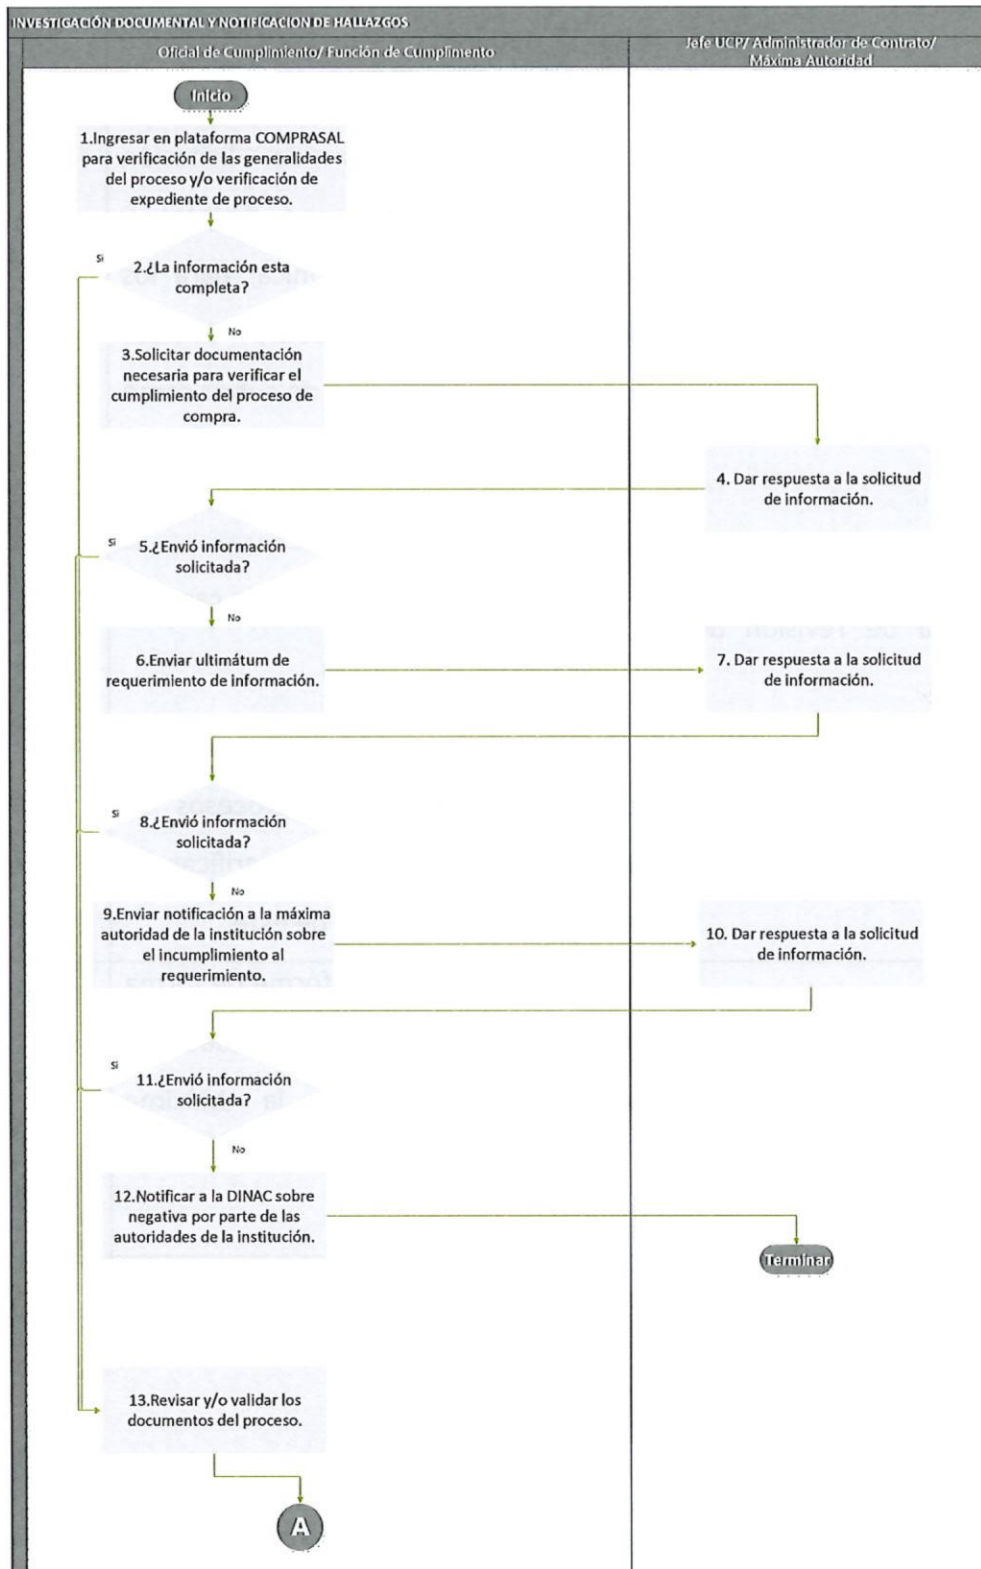 INVESTIGACIÓN DOCUMENTAL Y NOTIFICACION DE HALLAZGOS
Oficial de Cumplimiento/ Función de Cumplimento
Jefe UCP/ Administrador de Contrato/
Máxima Autoridad
Inicio
1.Ingresar en plataforma COMPRASAL
para verificación de las generalidades
del proceso y/o verificación de
expediente de proceso.
Si
2.¿La información esta
completa?
No
3.Solicitar documentación
necesaria para verificar el
cumplimiento del proceso de
compra.
4. Dar respuesta a la solicitud
de información.
Si
5.¿Envió información
solicitada?
No
6.Enviar ultimátum de
requerimiento de información.
7. Dar respuesta a la solicitud
de información.
Si
8.¿Envió información
solicitada?
No
9.Enviar notificación a la máxima
autoridad de la institución sobre
el incumplimiento al
requerimiento.
10. Dar respuesta a la solicitud
de información.
Si
11.¿Envió información
solicitada?
No
12.Notificar a la DINAC sobre
negativa por parte de las
autoridades de la institución.
Terminar
13.Revisar y/o validar los
documentos del proceso.
A